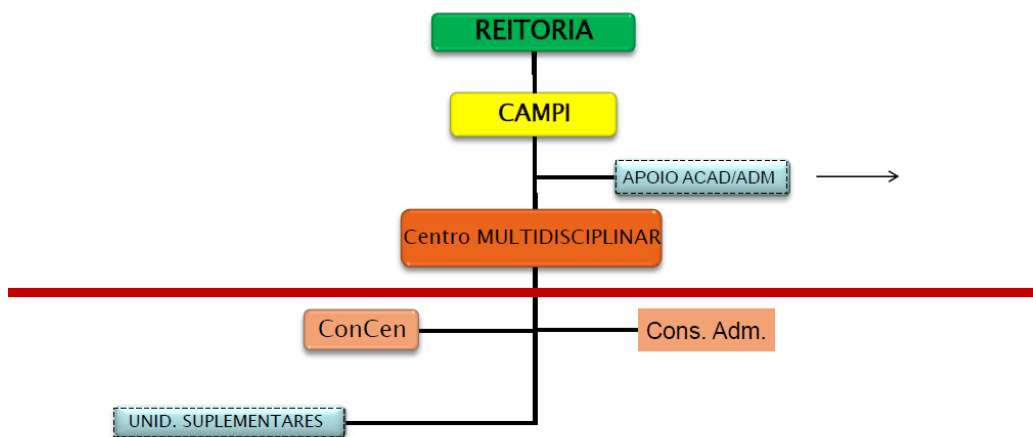 REITORIA
CAMPI
APOIO ACAD/ADM
Centro MULTIDISCIPLINAR
ConCen
Cons. Adm.
UNID. SUPLEMENTARES